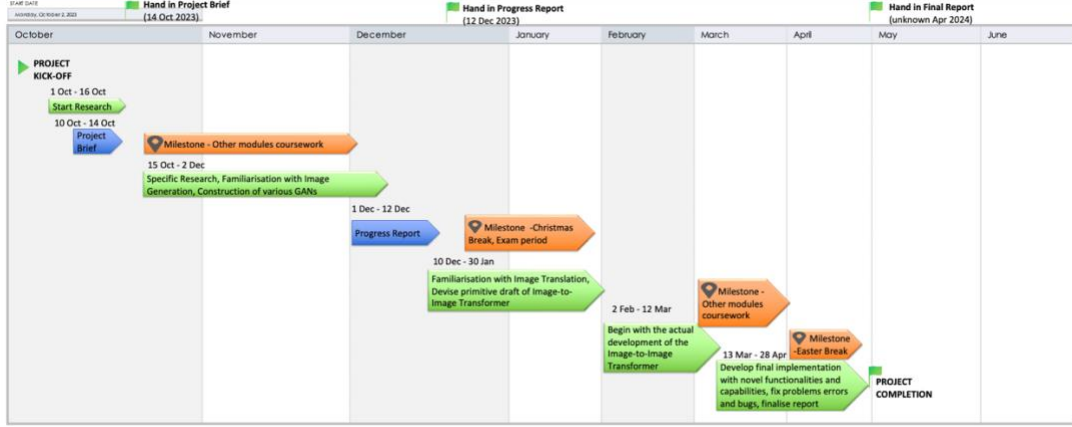 START DATE
Monday, October 2, 2023
Hand in Project Brief
(14 Oct 2023)
Hand in Progress Report
(12 Dec 2023)
Hand in Final Report
(unknown Apr 2024)
October November December January February March April May June
PROJECT
KICK-OFF
1 Oct - 16 Oct
Start Research
10 Oct - 14 Oct
Project
Brief
Milestone - Other modules coursework
15 Oct - 2 Dec
Specific Research, Familiarisation with Image
Generation, Construction of various GANs
1 Dec - 12 Dec
Progress Report
Milestone -Christmas
Break, Exam period
10 Dec - 30 Jan
Familiarisation with Image Translation,
Devise primitive draft of Image-to-
Image Transformer
2 Feb - 12 Mar
Begin with the actual
development of the
Image-to-Image
Transformer
Milestone -
Other modules
coursework
Milestone
-Easter Break
13 Mar - 28 Apr
Develop final implementation
with novel functionalities and
capabilities, fix problems errors
and bugs, finalise report
PROJECT
COMPLETION